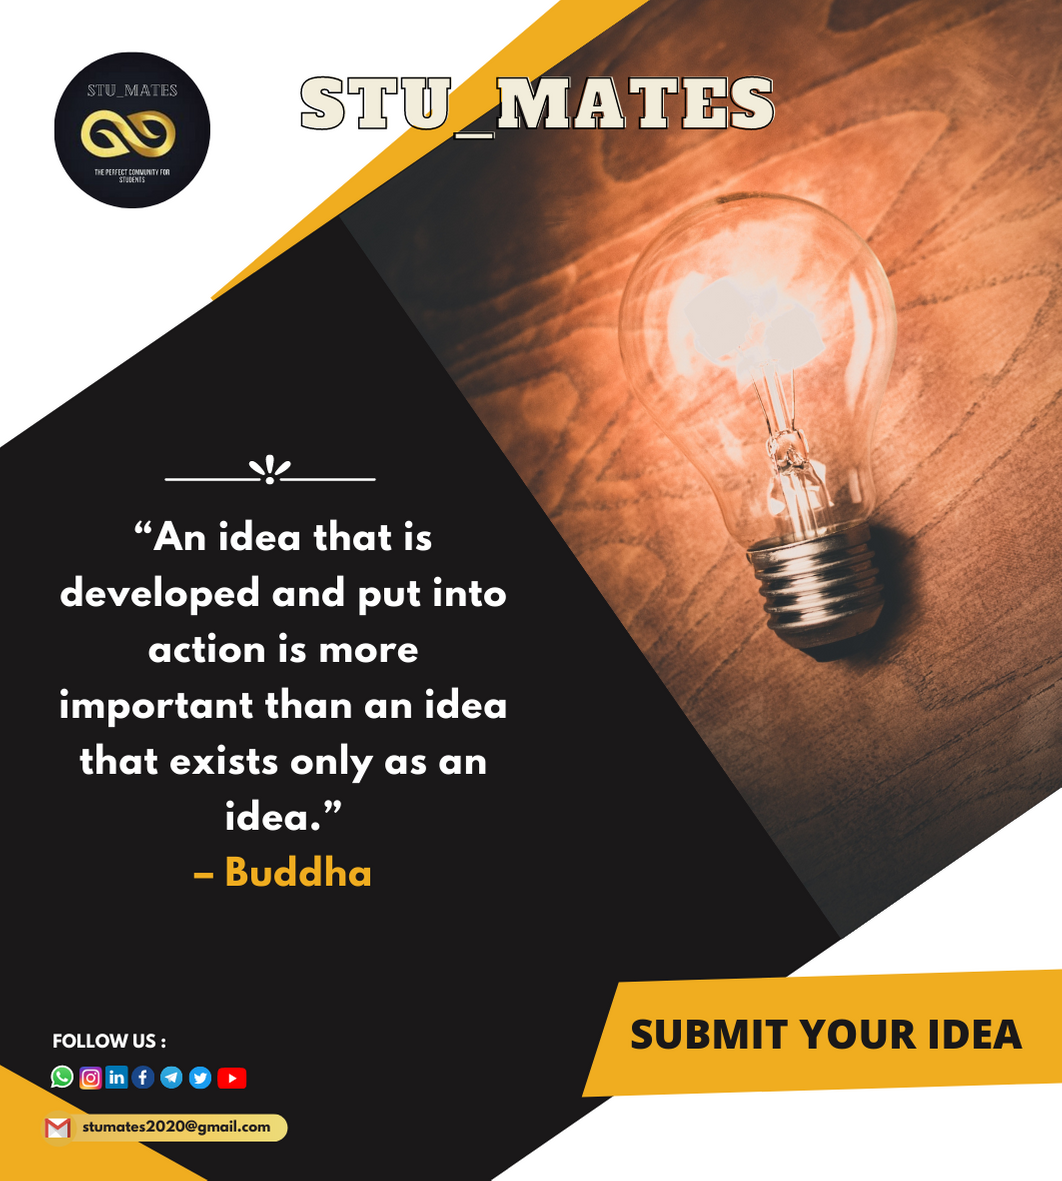 STU_MATES
THE PERFECT COMMUNITY FOR
STUDENTS
STU_MATES
“An idea that is
developed and put into
action is more
important than an idea
that exists only as an
idea.”
– Buddha
FOLLOW US :
stumates2020@gmail.com
SUBMIT YOUR IDEA